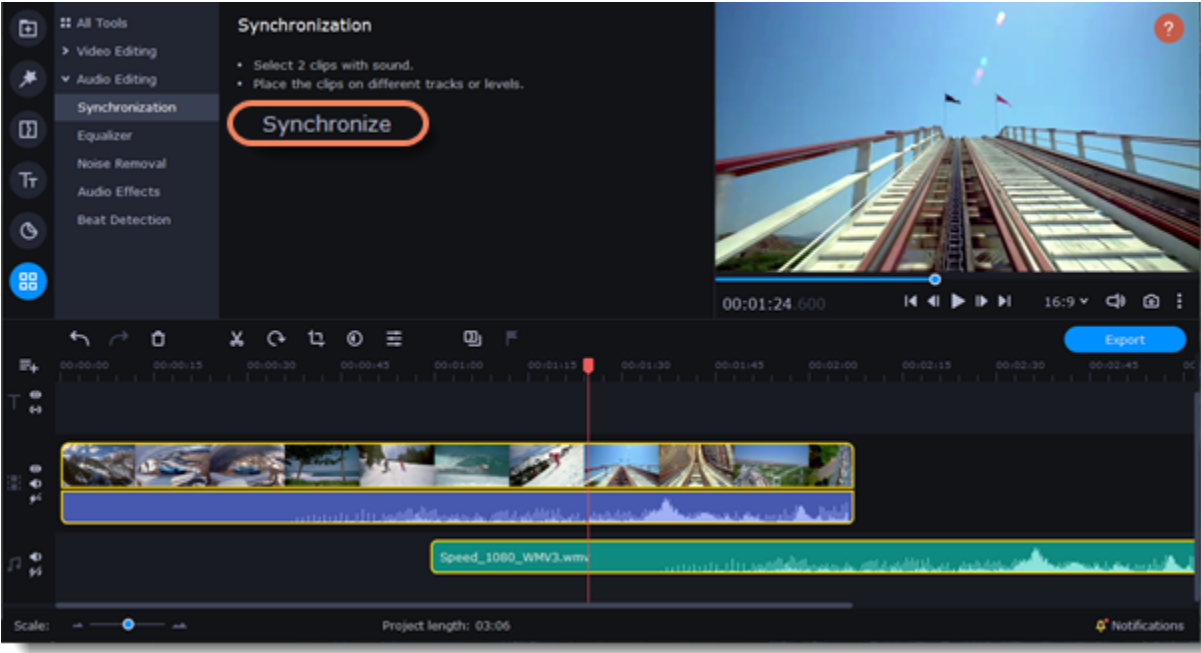 All Tools
Video Editing
Audio Editing
Synchronization
Equalizer
Noise Removal
Audio Effects
Beat Detection
Synchronization
• Select 2 clips with sound.
• Place the clips on different tracks or levels.
Synchronize
?
Tт
00:01:24.600
16:9
Export
00:00:00 00:00:15 00:00:30 00:00:45 00:01:00 00:01:15 00:01:30 00:01:45 00:02:00 00:02:15 00:02:30 00:02:45
T
Speed_1080_WMV3.wmv
Scale:
Project length: 03:06
Notifications